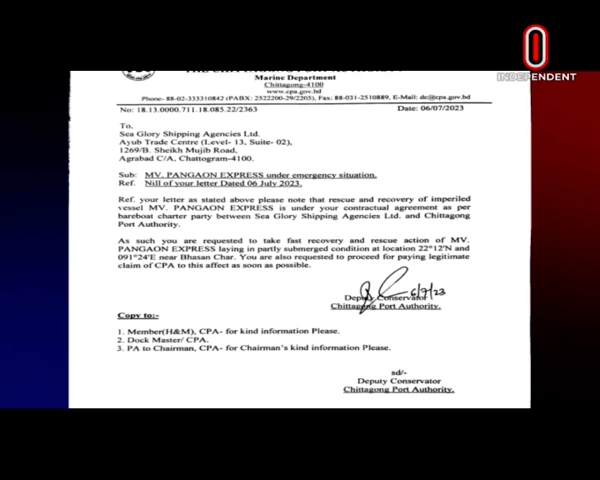 INDEPENDENT
Marine Department
Chittagong-4100
www.cpa.gov.bd
Phone- 88-02-333310842 (PABX: 2522200-29/2205), Fax: 88-031-2510889, E-Mail: dc@cpa.gov.bd
No: 18.13.0000.711.18.085.22/2363 Date: 06/07/2023
To,
Sea Glory Shipping Agencies Ltd.
Ayub Trade Centre (Level- 13, Suite- 02),
1269/B. Sheikh Mujib Road,
Agrabad C/A, Chattogram-4100.
Sub: MV. PANGAON EXPRESS under emergency situation.
Ref. Nill of your letter Dated 06 July 2023.
Ref. your letter as stated above please note that rescue and recovery of imperiled
vessel MV. PANGAON EXPRESS is under your contractual agreement as per
bareboat charter party between Sea Glory Shipping Agencies Ltd. and Chittagong
Port Authority.
As such you are requested to take fast recovery and rescue action of MV.
PANGAON EXPRESS laying in partly submerged condition at location 22°12'N and
091°24'E near Bhasan Char. You are also requested to proceed for paying legitimate
claim of CPA to this affect as soon as possible.
6/7/23
Deputy Conservator
Chittagong Port Authority.
Copy to:-
1. Member(H&M), CPA- for kind information Please.
2. Dock Master/ CPA.
3. PA to Chairman, CPA- for Chairman's kind information Please.
sd/-
Deputy Conservator
Chittagong Port Authority.